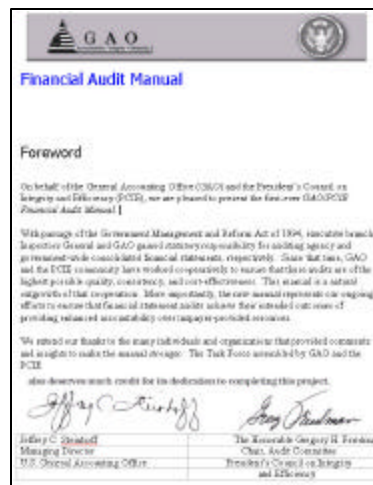 G A O
Financial Audit Manual
Foreword
On behalf of the General Accounting Office (GAO) and the President's Council on
Integrity and Efficiency (PCIE), we are pleased to present the first-ever GAO/PCIE
Financial Audit Manual
With passage of the Government Management and Reform Act of 1994, executive branch
Inspectors General and GAO gained statutory responsibility for auditing agency and
government-wide consolidated financial statements, respectively. Since that time, GAO
and the PCIE community have worked cooperatively to ensure that these audits are of the
highest possible quality, consistency, and cost-effectiveness. This manual is a natural
outgrowth of that cooperation. More importantly, the new manual represents our ongoing
efforts to ensure that financial statement audits achieve their intended outcomes of
providing enhanced accountability over taxpayer-provided resources.
We extend our thanks to the many individuals and organizations that provided comments
and insights to make the manual stronger. The Task Force assembled by GAO and the
PCIE
also deserves much credit for its dedication to completing this project.
Jeffrey C. Steinhoff
Jeffrey C. Steinhoff The Honorable Gregory H. Friedman
Managing Director Chair, Audit Committee
U.S. General Accounting Office President's Council on Integrity
and Efficiency